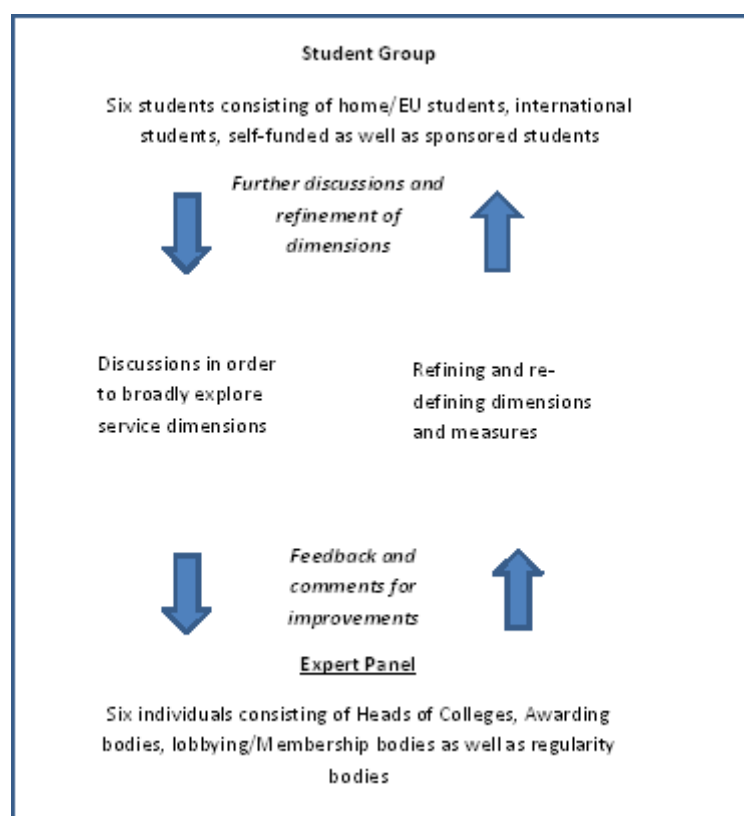 Student Group
Six students consisting of home/EU students, international
students, self-funded as well as sponsored students
Further discussions and
refinement of
dimensions
Discussions in order
to broadly explore
service dimensions
Refining and re-
defining dimensions
and measures
Feedback and
comments for
improvements
Expert Panel
Six individuals consisting of Heads of Colleges, Awarding
bodies, lobbying/Membership bodies as well as regularity
bodies